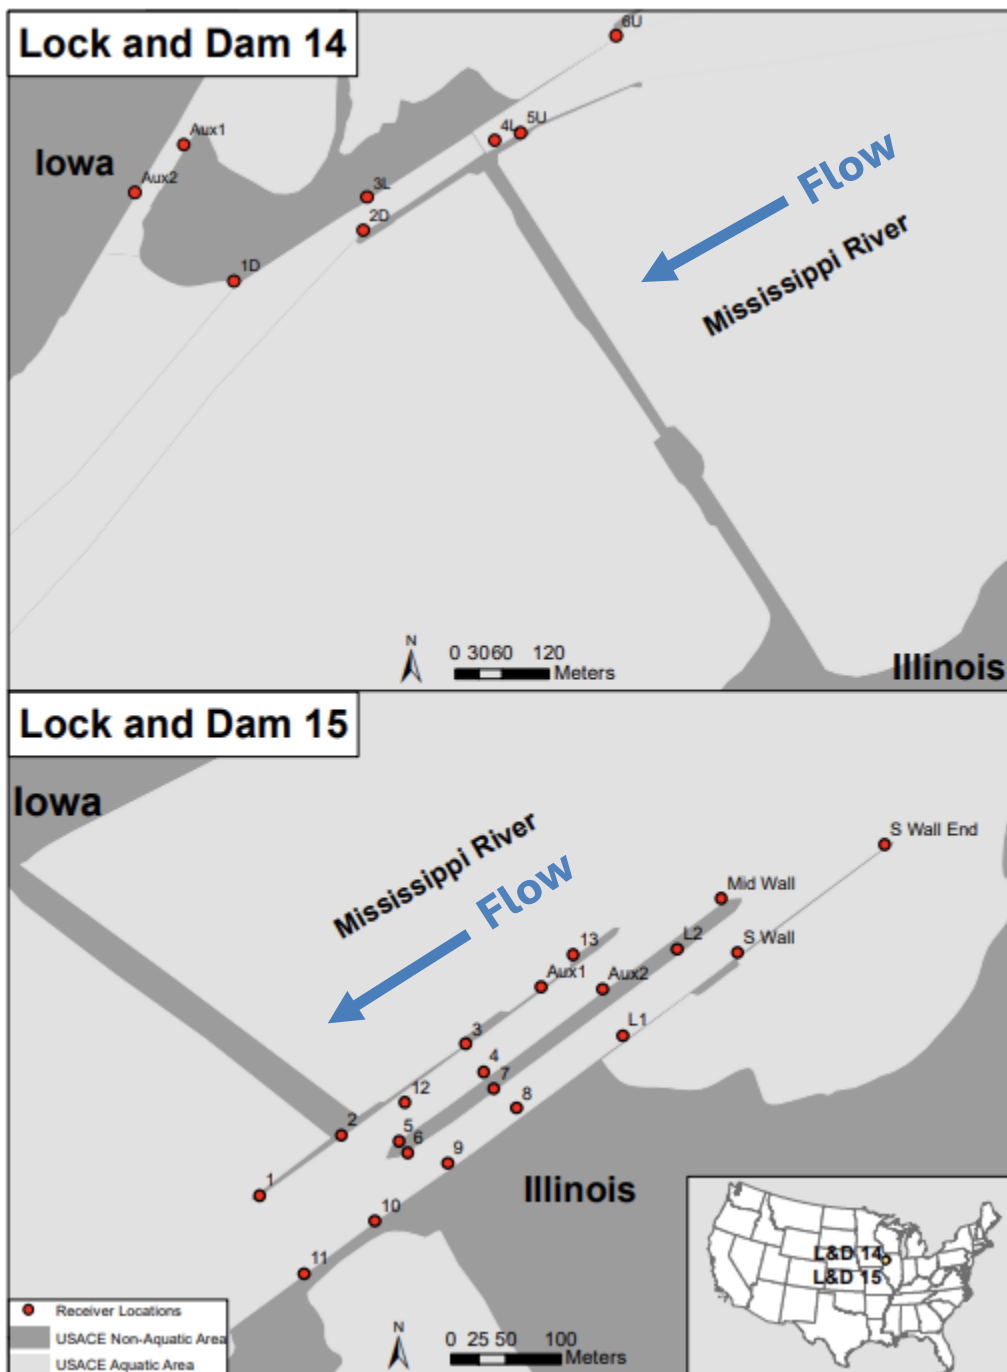 Lock and Dam 14
6U
Aux1
4L
5U
Iowa
Flow
Aux2
3L
Mississippi River
2D
1D
N
0 30 60 120
Meters
Illinois
Lock and Dam 15
Iowa
S Wall End
Mississippi River
Flow
Mid Wall
13
L2
S Wall
Aux1
Aux2
L1
3
4
7
12
8
2
5
6
9
1
Illinois
10
11
L&D 14
L&D 15
Receiver Locations
USACE Non-Aquatic Area
USACE Aquatic Area
N
0 25 50 100
Meters